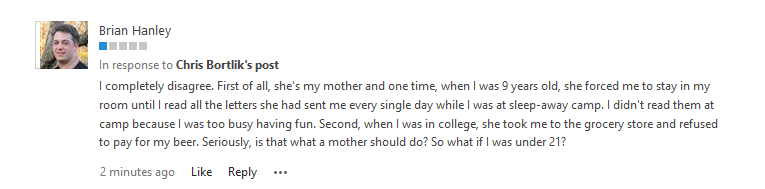 Brian Hanley
In response to Chris Bortlik's post
I completely disagree. First of all, she's my mother and one time, when I was 9 years old, she forced me to stay in my
room until I read all the letters she had sent me every single day while I was at sleep-away camp. I didn't read them at
camp because I was too busy having fun. Second, when I was in college, she took me to the grocery store and refused
to pay for my beer. Seriously, is that what a mother should do? So what if I was under 21?
2 minutes ago Like Reply •••